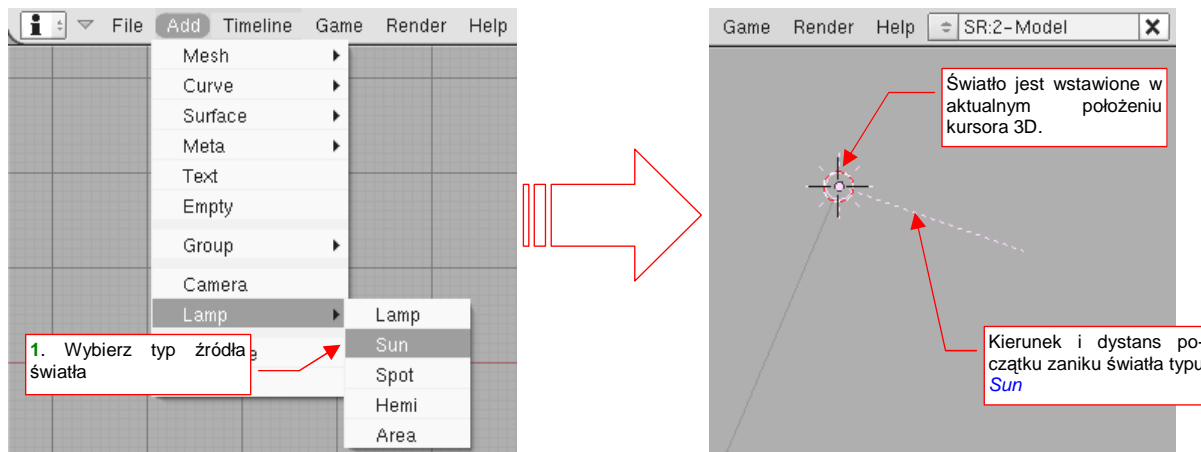 File Add Timeline Game Render Help
Mesh
Curve
Surface
Meta
Text
Empty
Group
Camera
Lamp
Lamp
Sun
Spot
Hemi
Area
1. Wybierz typ źródła
światła
Game Render Help SR:2-Model
Światło jest wstawione w
aktualnym położeniu
kursora 3D.
Kierunek i dystans po-
czątku zaniku światła typu
Sun